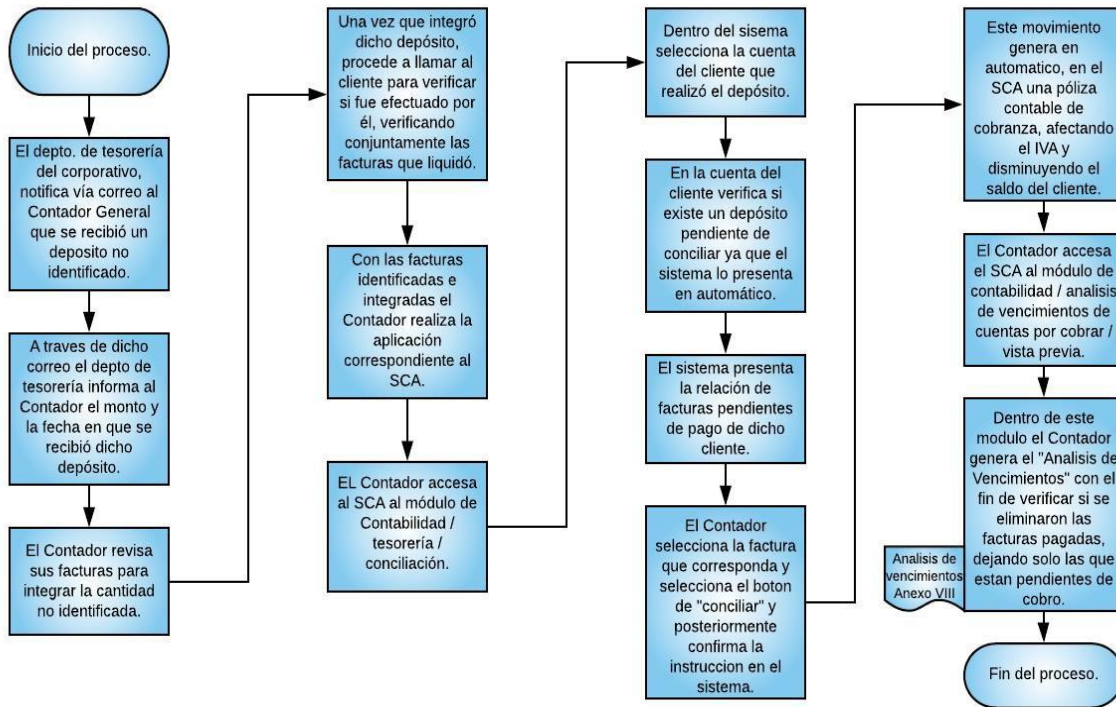 Inicio del proceso.
El depto. de tesorería
del corporativo,
notifica vía correo al
Contador General
que se recibió un
deposito no
identificado.
A traves de dicho
correo el depto de
tesorería informa al
Contador el monto y
la fecha en que se
recibió dicho
depósito.
El Contador revisa
sus facturas para
integrar la cantidad
no identificada.
Una vez que integró
dicho depósito,
procede a llamar al
cliente para verificar
si fue efectuado por
él, verificando
conjuntamente las
facturas que liquidó.
Con las facturas
identificadas e
integradas el
Contador realiza la
aplicación
correspondiente al
SCA.
EL Contador accesa
al SCA al módulo de
Contabilidad /
tesorería /
conciliación.
Dentro del sisema
selecciona la cuenta
del cliente que
realizó el depósito.
En la cuenta del
cliente verifica si
existe un depósito
pendiente de
conciliar ya que el
sistema lo presenta
en automático.
El sistema presenta
la relación de
facturas pendientes
de pago de dicho
cliente.
El Contador
selecciona la factura
que corresponda y
selecciona el boton
de "conciliar" y
posteriormente
confirma la
instruccion en el
sistema.
Este movimiento
genera en
automatico, en el
SCA una póliza
contable de
cobranza, afectando
el IVA y
disminuyendo el
saldo del cliente.
El Contador accesa
el SCA al módulo de
contabilidad / analisis
de vencimientos de
cuentas por cobrar /
vista previa.
Dentro de este
modulo el Contador
genera el "Analisis de
Vencimientos" con el
fin de verificar si se
eliminaron las
facturas pagadas,
dejando solo las que
estan pendientes de
cobro.
Analisis de
vencimientos
Anexo VIII
Fin del proceso.